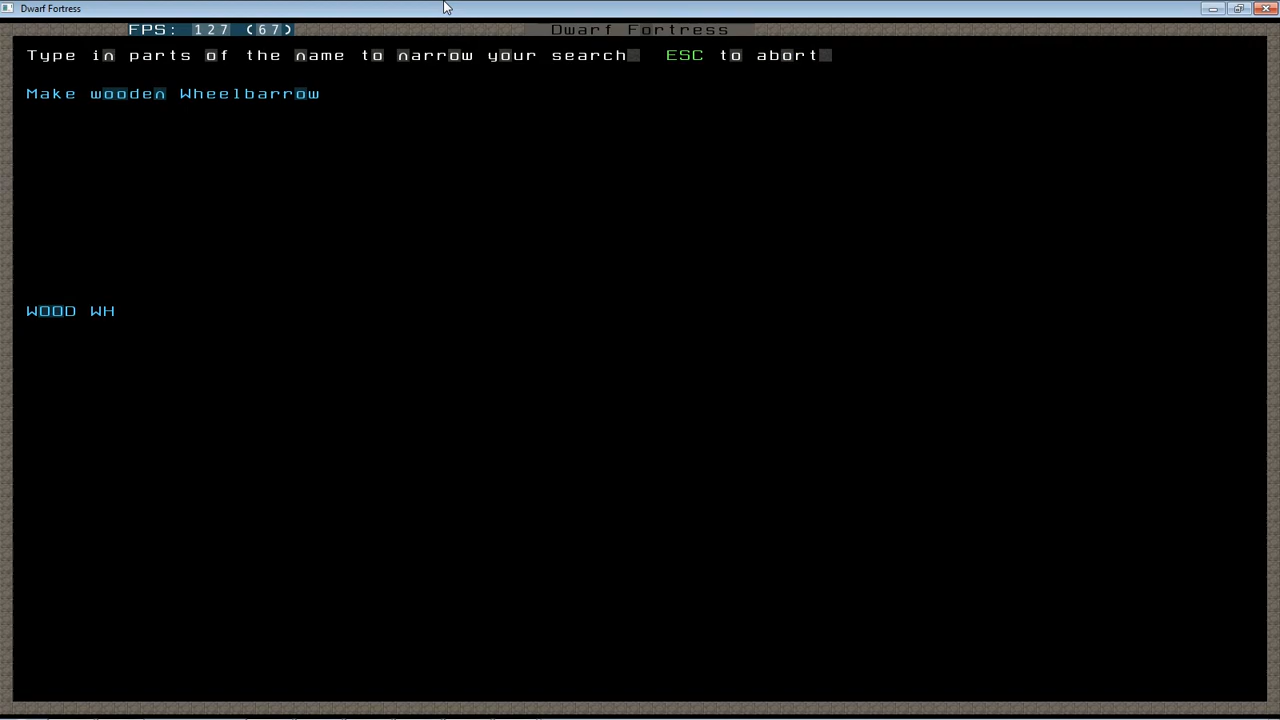 Dwarf Fortress
FPS: 127 (67) Dwarf Fortress
Type in parts of the name to narrow your search ESC to abort
Make wooden Wheelbarrow
WOOD WH